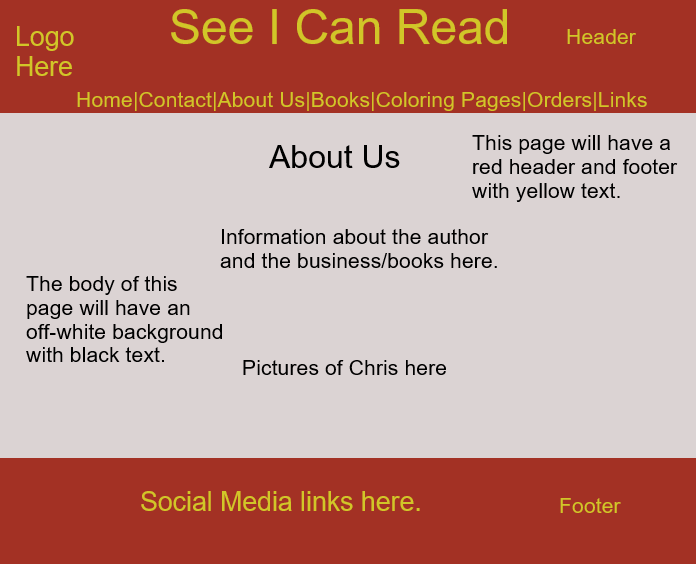 Logo
Here
See I Can Read
Header
Home|Contact|About Us|Books|Coloring Pages|Orders|Links
About Us
This page will have a
red header and footer
with yellow text.
Information about the author
and the business/books here.
The body of this
page will have an
off-white background
with black text.
Pictures of Chris here
Social Media links here.
Footer